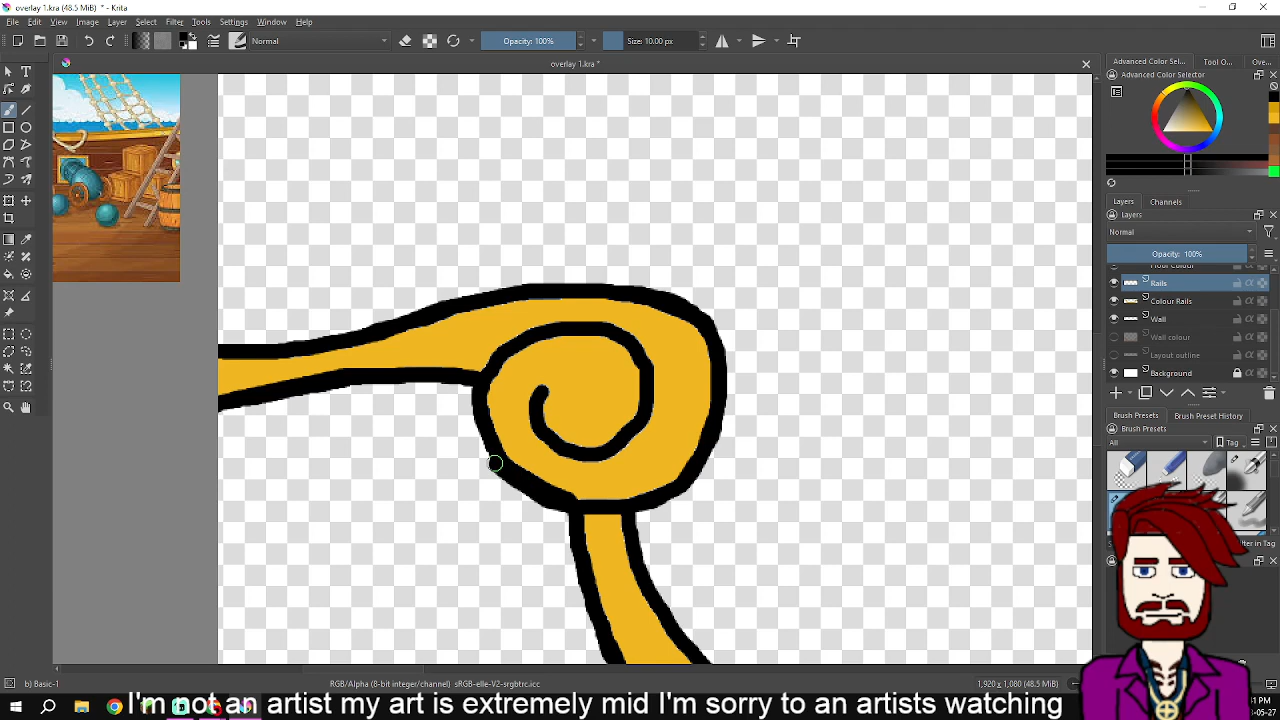 overlay 1.kra (48.5 MiB) * - Krita
File Edit View Image Layer Select Filter Tools Settings Window Help
Normal Opacity: 100% Size: 10.00 px
overlay 1.kra *
Advanced Color Sel... Tool O... Ove...
Advanced Color Selector
Layers Channels
Layers
Normal
Opacity: 100%
Rails
Colour Rails
Wall
Wall colour
Layout outline
Background
Brush Presets Brush Preset History
Brush Presets
All Tag
ter in Tag
b) Basic-1 RGB/Alpha (8-bit integer/channel) sRGB-elle-V2-srgbtrc.icc 1,920 x 1,080 (48.5 MiB)
I'm not an artist my art is extremely mid I'm sorry to an artists watching